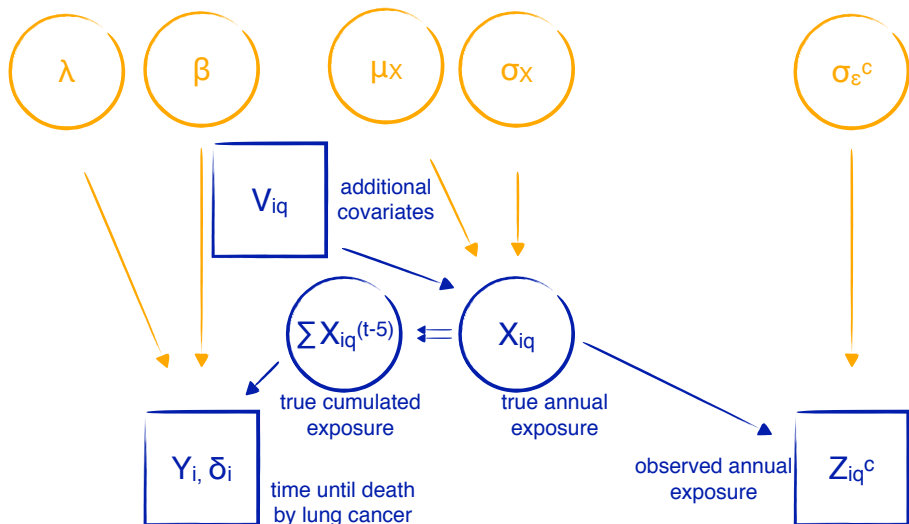 λ
β
μX
σX
σεᶜ
Viq
additional
covariates
∑ Xiq⁽ᵗ⁻⁵⁾
Xiq
true cumulated
exposure
true annual
exposure
Yi, δi
time until death
by lung cancer
observed annual
exposure
Ziqᶜ